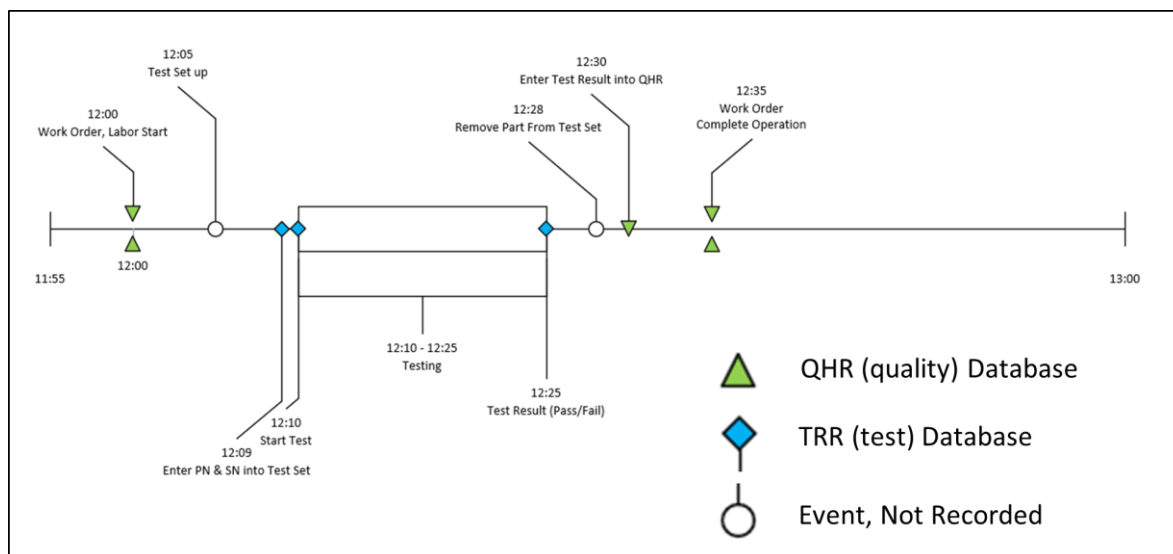 12:05
Test Set up
12:30
Enter Test Result into QHR
12:35
Work Order
Complete Operation
12:28
Remove Part From Test Set
12:00
Work Order, Labor Start
12:00
11:55
13:00
12:10 - 12:25
Testing
12:25
Test Result (Pass/Fail)
12:10
Start Test
12:09
Enter PN & SN into Test Set
QHR (quality) Database
TRR (test) Database
Event, Not Recorded